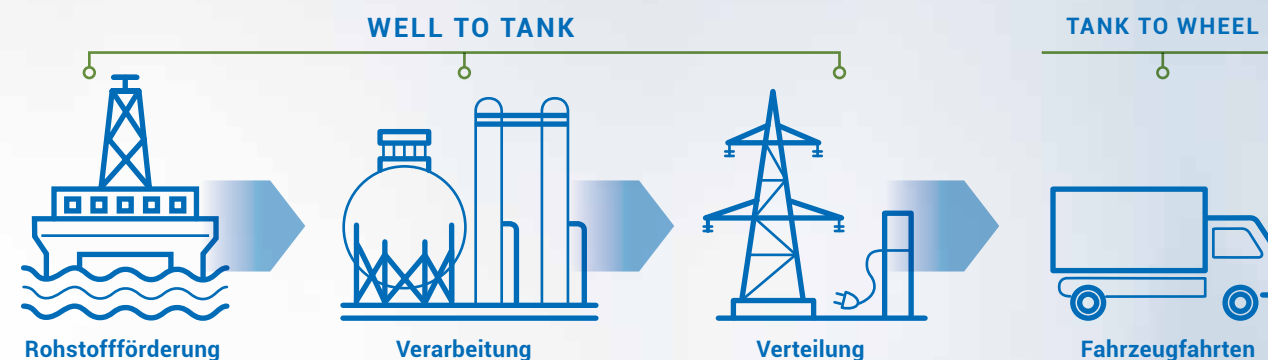 WELL TO TANK
TANK TO WHEEL
Rohstoffförderung
Verarbeitung
Verteilung
Fahrzeugfahrten